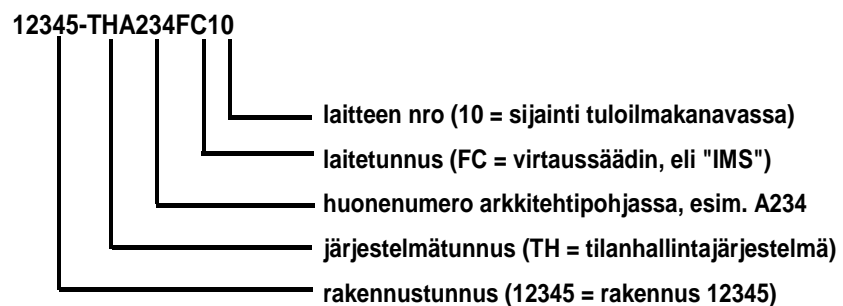 12345-THA234FC10
laitteen nro (10 = sijainti tuloilmakanavassa)
laitetunnus (FC = virtaussäädin, eli "IMS")
huonenumero arkkitehtipohjassa, esim. A234
järjestelmätunnus (TH = tilanhallintajärjestelmä)
rakennustunnus (12345 = rakennus 12345)